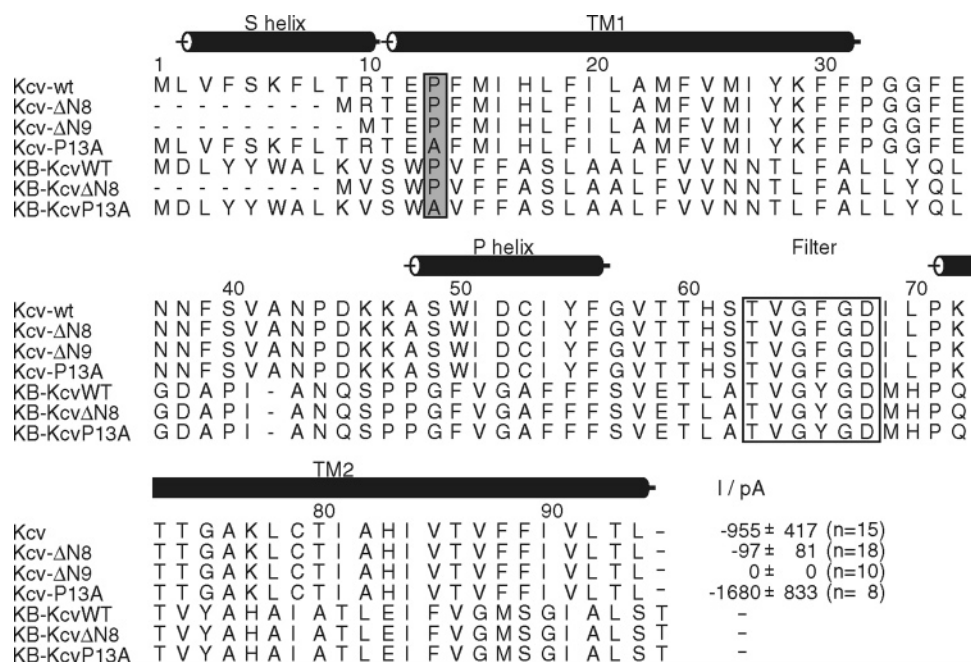 S helix TM1
1 10 20 30
Kcv-wt M L V F S K F L T R T E P F M I H L F I L A M F V M I Y K F F P G G F E
Kcv-ΔN8 - - - - - - - - M R T E P F M I H L F I L A M F V M I Y K F F P G G F E
Kcv-ΔN9 - - - - - - - - - M T E P F M I H L F I L A M F V M I Y K F F P G G F E
Kcv-P13A M L V F S K F L T R T E A F M I H L F I L A M F V M I Y K F F P G G F E
KB-KcvWT M D L Y Y W A L K V S W P V F F A S L A A L F V V N N T L F A L L Y Q L
KB-KcvΔN8 - - - - - - - - M V S W P V F F A S L A A L F V V N N T L F A L L Y Q L
KB-KcvP13A M D L Y Y W A L K V S W A V F F A S L A A L F V V N N T L F A L L Y Q L
P helix Filter
40 50 60 70
Kcv-wt N N F S V A N P D K K A S W I D C I Y F G V T T H S T V G F G D I L P K
Kcv-ΔN8 N N F S V A N P D K K A S W I D C I Y F G V T T H S T V G F G D I L P K
Kcv-ΔN9 N N F S V A N P D K K A S W I D C I Y F G V T T H S T V G F G D I L P K
Kcv-P13A N N F S V A N P D K K A S W I D C I Y F G V T T H S T V G F G D I L P K
KB-KcvWT G D A P I - A N Q S P P G F V G A F F F S V E T L A T V G Y G D M H P Q
KB-KcvΔN8 G D A P I - A N Q S P P G F V G A F F F S V E T L A T V G Y G D M H P Q
KB-KcvP13A G D A P I - A N Q S P P G F V G A F F F S V E T L A T V G Y G D M H P Q
TM2 I / pA
80 90
Kcv T T G A K L C T I A H I V T V F F I V L T L - -955 ± 417 (n=15)
Kcv-ΔN8 T T G A K L C T I A H I V T V F F I V L T L - -97 ± 81 (n=18)
Kcv-ΔN9 T T G A K L C T I A H I V T V F F I V L T L - 0 ± 0 (n=10)
Kcv-P13A T T G A K L C T I A H I V T V F F I V L T L - -1680 ± 833 (n= 8)
KB-KcvWT T V Y A H A I A T L E I F V G M S G I A L S T -
KB-KcvΔN8 T V Y A H A I A T L E I F V G M S G I A L S T -
KB-KcvP13A T V Y A H A I A T L E I F V G M S G I A L S T -